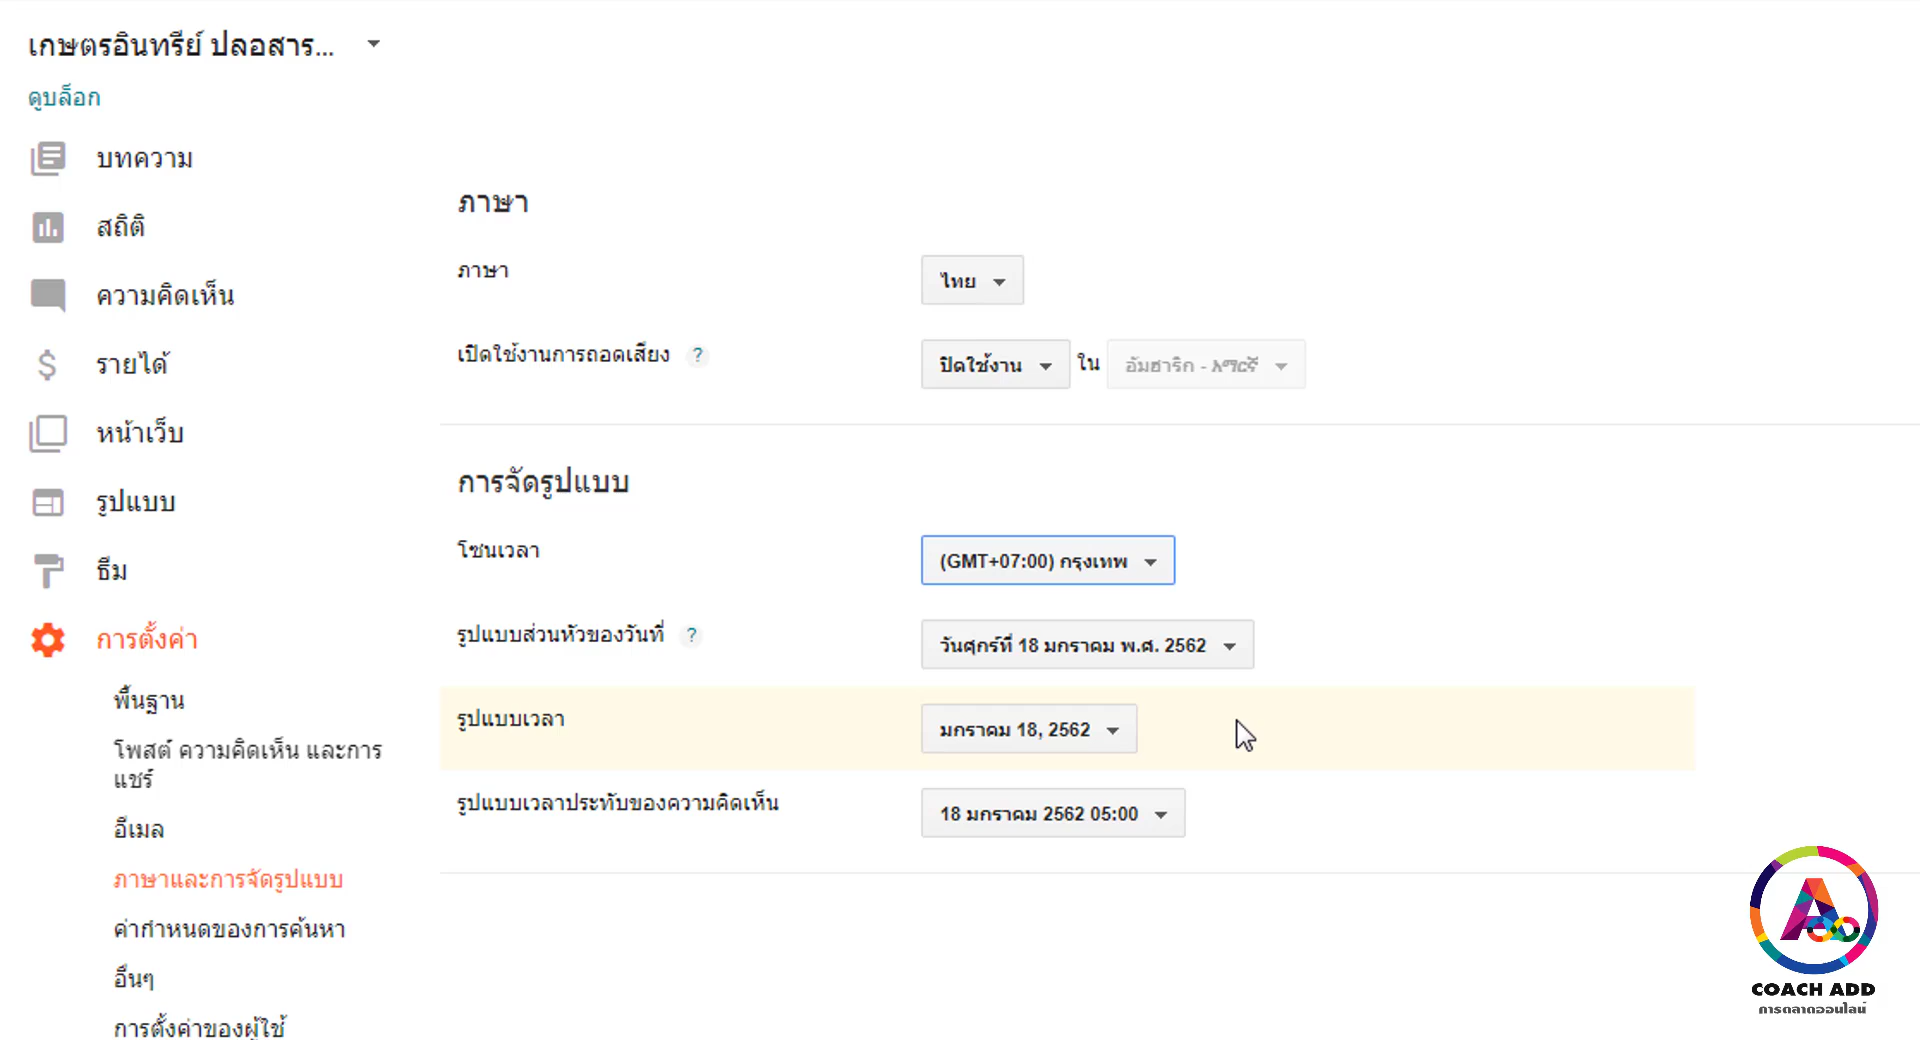 เกษตรอินทรีย์ ปลอสาร...
ดูบล็อก
บทความ
สถิติ
ความคิดเห็น
รายได้
หน้าเว็บ
รูปแบบ
ธีม
การตั้งค่า
พื้นฐาน
โพสต์ ความคิดเห็น และการ
แชร์
อีเมล
ภาษาและการจัดรูปแบบ
ค่ากำหนดของการค้นหา
อื่นๆ
การตั้งค่าของผู้ใช้
ภาษา
ภาษา ไทย
เปิดใช้งานการถอดเสียง ? ปิดใช้งาน ใน อัมฮาริก - አማርኛ
การจัดรูปแบบ
โซนเวลา (GMT+07:00) กรุงเทพ
รูปแบบส่วนหัวของวันที่ ? วันศุกร์ที่ 18 มกราคม พ.ศ. 2562
รูปแบบเวลา มกราคม 18, 2562
รูปแบบเวลาประทับของความคิดเห็น 18 มกราคม 2562 05:00
COACH ADD
การตลาดออนไลน์